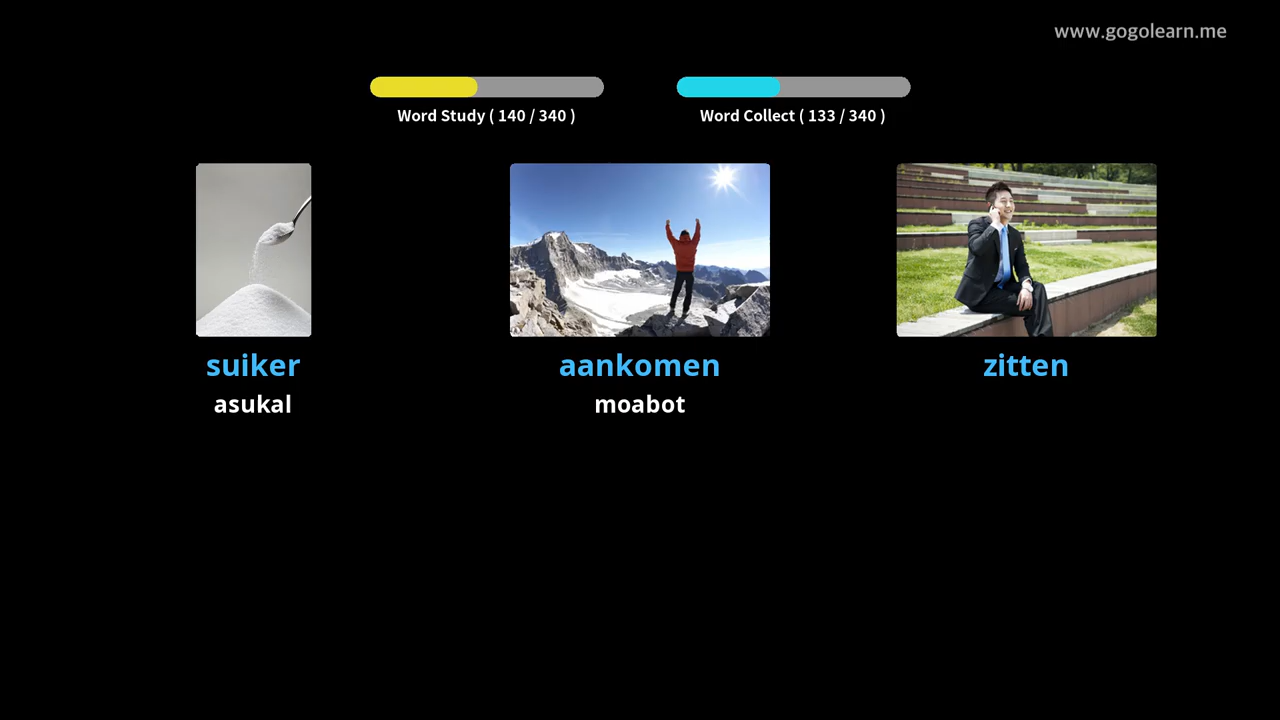 www.gogolearn.me
Word Study ( 140 / 340 )
Word Collect ( 133 / 340 )
suiker
asukal
aankomen
moabot
zitten